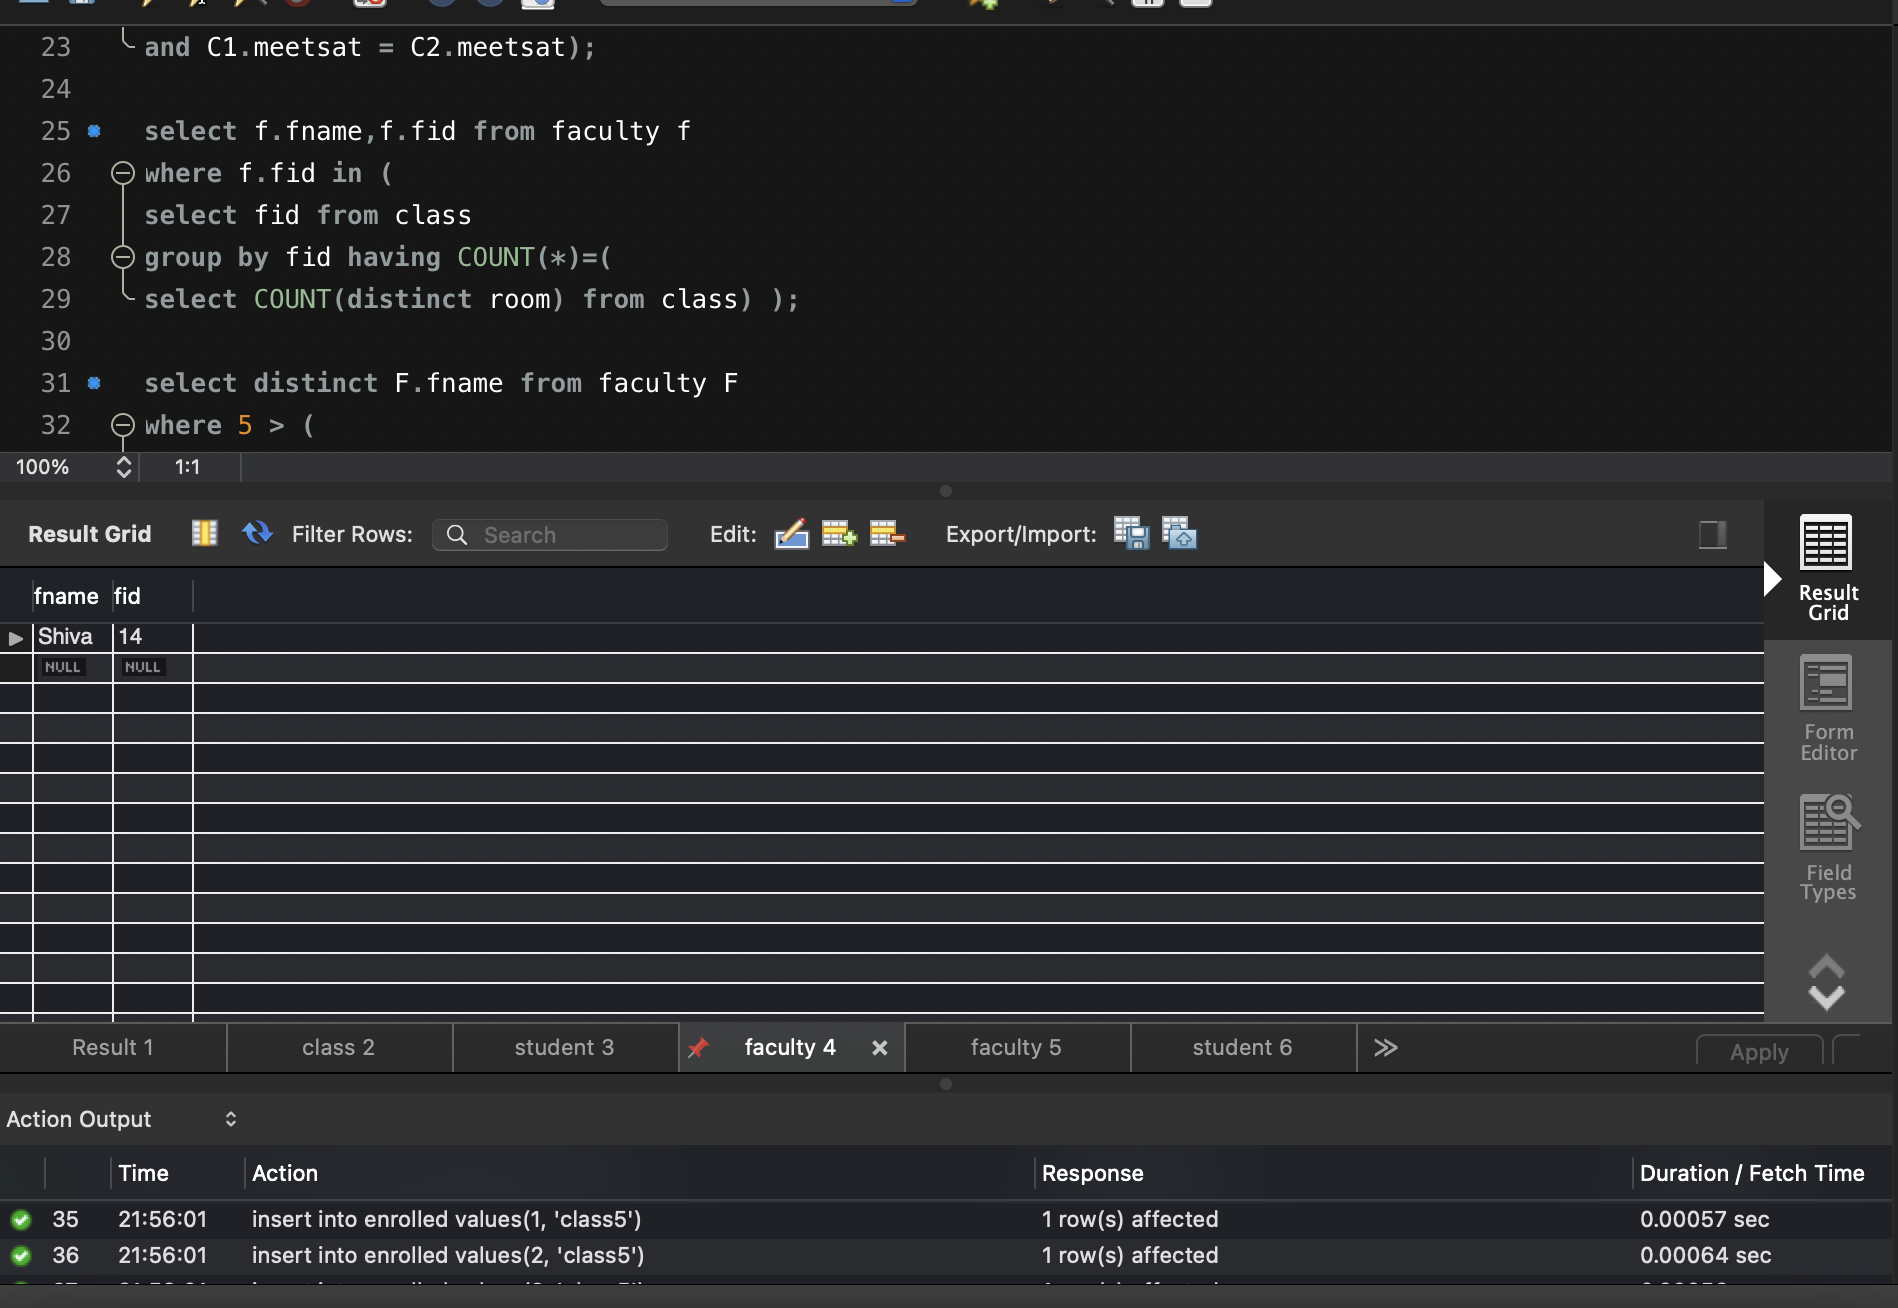 23 and C1.meetsat = C2.meetsat);
24
25 select f.fname,f.fid from faculty f
26 where f.fid in (
27 select fid from class
28 group by fid having COUNT(*)=(
29 select COUNT(distinct room) from class) );
30
31 select distinct F.fname from faculty F
32 where 5 > (
100% 1:1
Result Grid Filter Rows: Search Edit: Export/Import:
fname fid
Shiva 14
NULL NULL
Result
Grid
Form
Editor
Field
Types
Result 1 class 2 student 3 faculty 4 × faculty 5 student 6 >> Apply
Action Output
Time Action Response Duration / Fetch Time
35 21:56:01 insert into enrolled values(1, 'class5') 1 row(s) affected 0.00057 sec
36 21:56:01 insert into enrolled values(2, 'class5') 1 row(s) affected 0.00064 sec